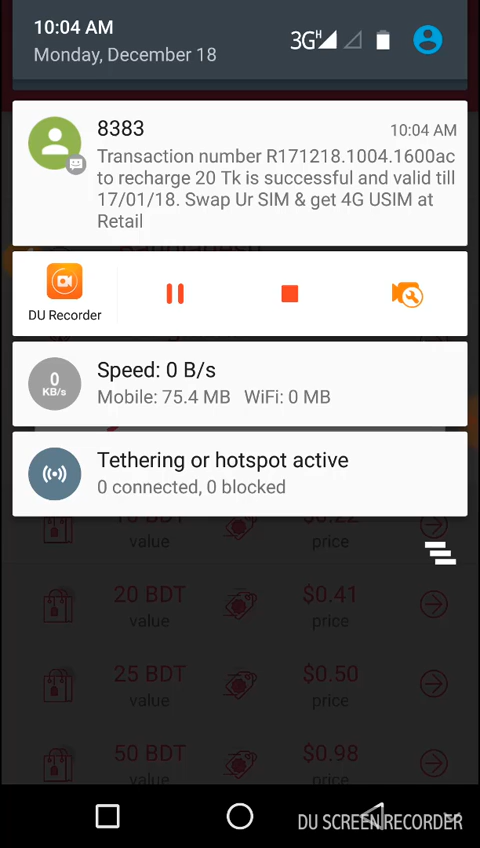 10:04 AM
Monday, December 18
3G H
8383
10:04 AM
Transaction number R171218.1004.1600ac
to recharge 20 Tk is successful and valid till
17/01/18. Swap Ur SIM & get 4G USIM at
Retail
DU Recorder
0
KB/s
Speed: 0 B/s
Mobile: 75.4 MB WiFi: 0 MB
Tethering or hotspot active
0 connected, 0 blocked
10 BDT $0.22
value price
20 BDT $0.41
value price
25 BDT $0.50
value price
50 BDT $0.98
value price
DU SCREEN RECORDER